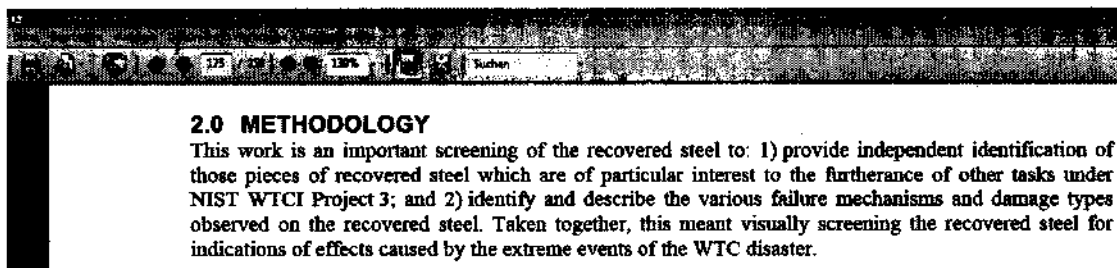 175
139%
Suchen
2.0 METHODOLOGY
This work is an important screening of the recovered steel to: 1) provide independent identification of
those pieces of recovered steel which are of particular interest to the furtherance of other tasks under
NIST WTCI Project 3; and 2) identify and describe the various failure mechanisms and damage types
observed on the recovered steel. Taken together, this meant visually screening the recovered steel for
indications of effects caused by the extreme events of the WTC disaster.